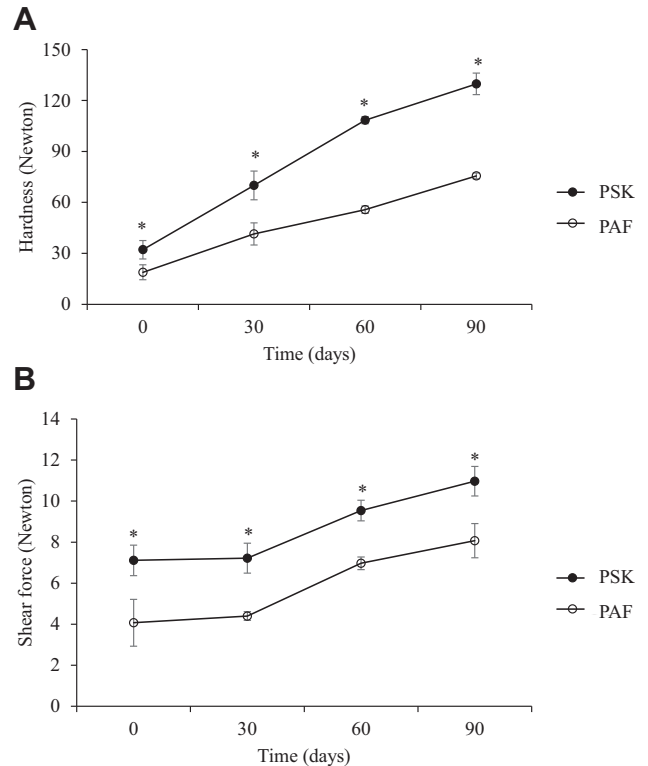 A
150
120
90
60
30
0
Hardness (Newton)
*
*
*
*
PSK
PAF
0 30 60 90
Time (days)
B
14
12
10
8
6
4
2
0
Shear force (Newton)
*
*
*
*
PSK
PAF
0 30 60 90
Time (days)